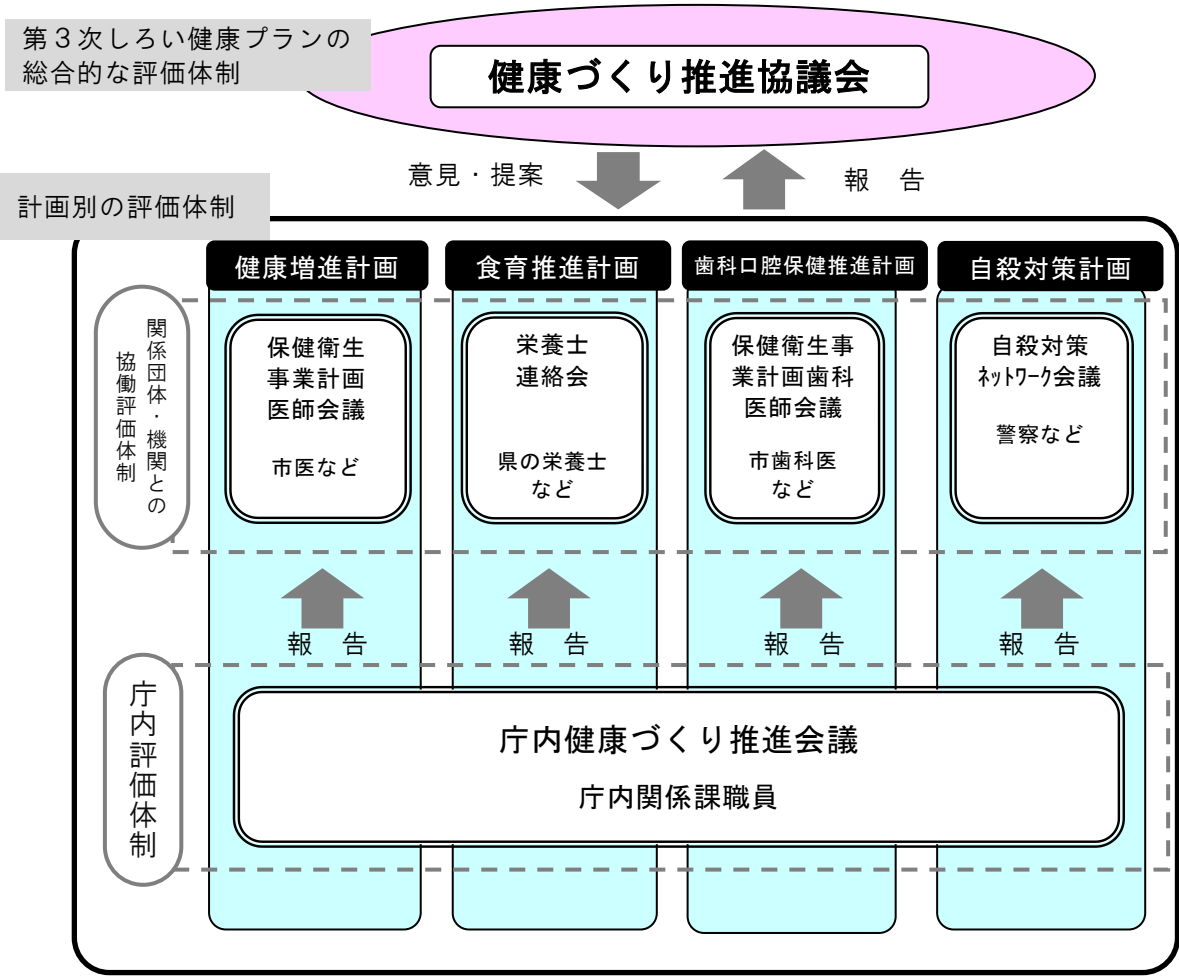 第３次しろい健康プランの
総合的な評価体制
健康づくり推進協議会
意見・提案
報　告
計画別の評価体制
健康増進計画
食育推進計画
歯科口腔保健推進計画
自殺対策計画
関係団体・機関との
協働評価体制
保健衛生
事業計画
医師会議
市医など
栄養士
連絡会
県の栄養士
など
保健衛生事
業計画歯科
医師会議
市歯科医
など
自殺対策
ﾈｯﾄﾜｰｸ会議
警察など
報　告
報　告
報　告
報　告
庁内評価体制
庁内健康づくり推進会議
庁内関係課職員